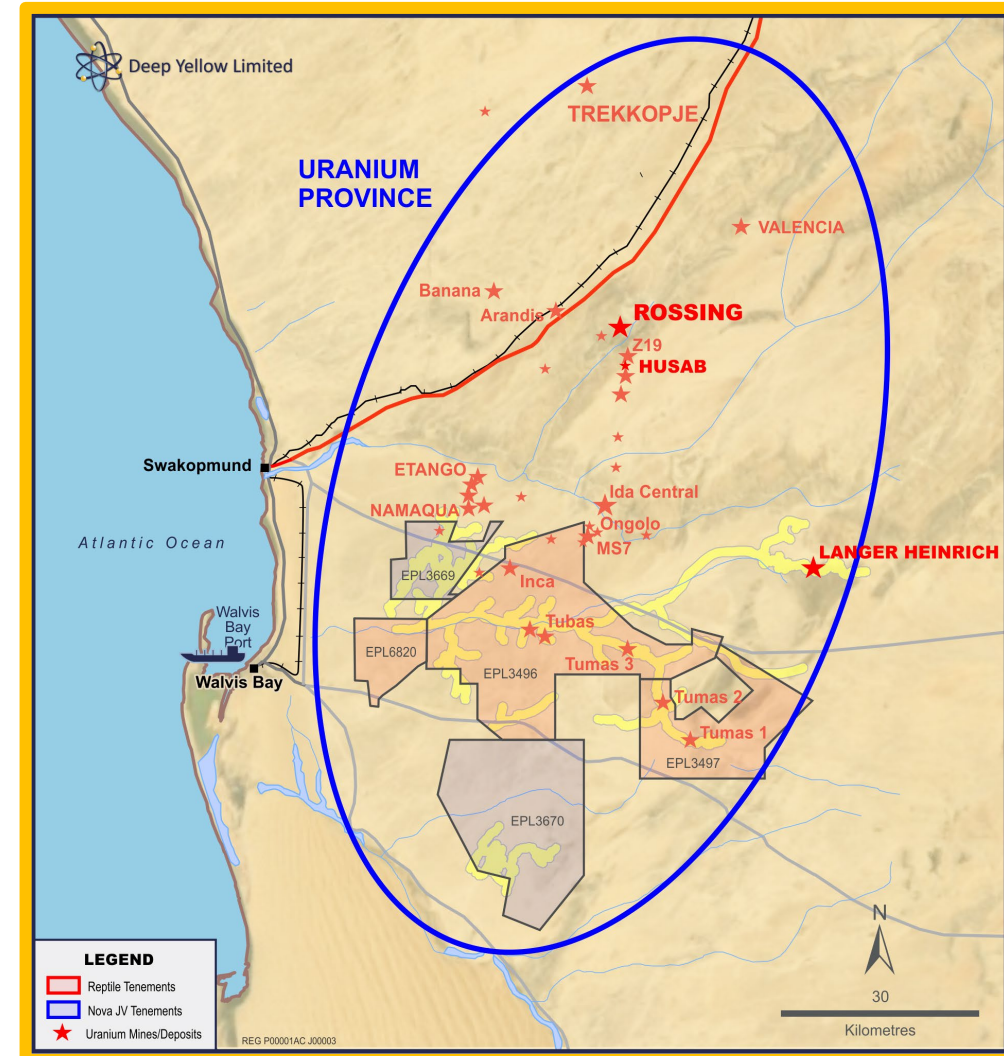 Deep Yellow Limited
TREKKOPJE
URANIUM
PROVINCE
VALENCIA
Banana
Arandis
ROSSING
Z19
HUSAB
Swakopmund
ETANGO
NAMAQUA
Ida Central
Ongolo
MS7
Atlantic Ocean
LANGER HEINRICH
EPL3669
Inca
Walvis
Bay
Port
Tubas
EPL6820
Tumas 3
EPL3496
Walvis Bay
Tumas 2
Tumas 1
EPL3497
EPL3670
N
30
Kilometres
LEGEND
Reptile Tenements
Nova JV Tenements
Uranium Mines/Deposits
REG P00001AC J00003